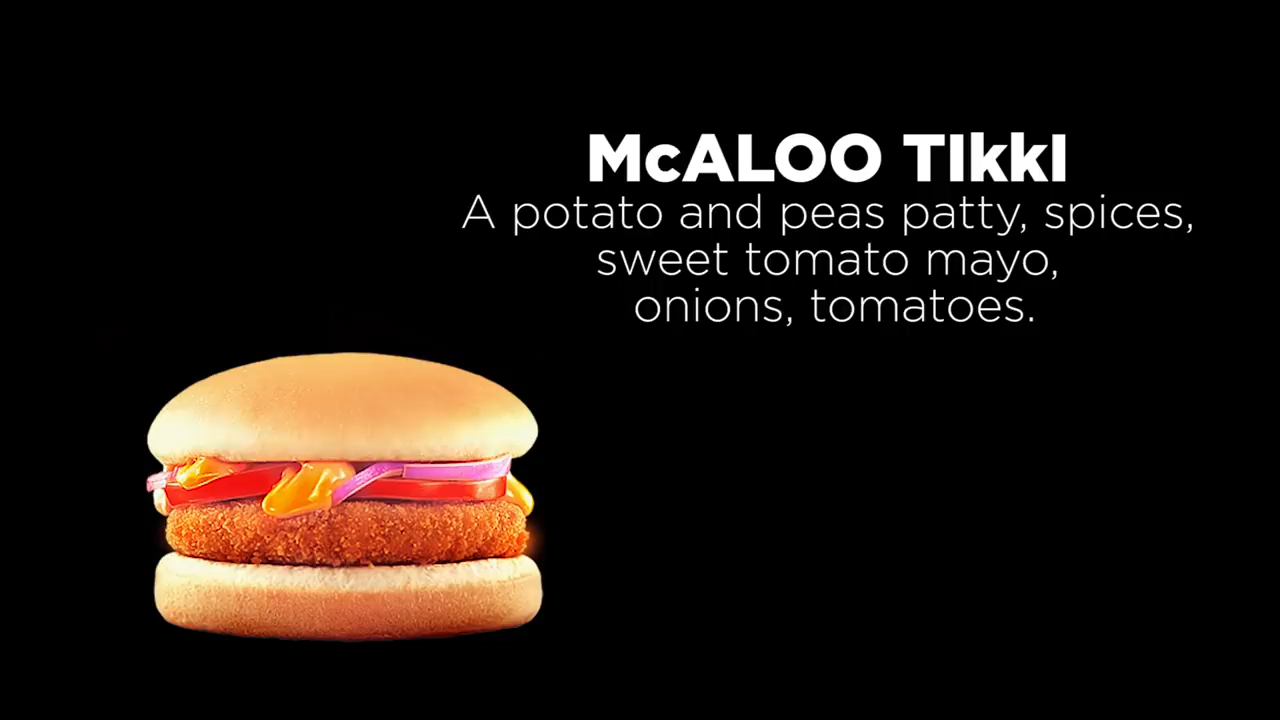 McALOO TIkkI
A potato and peas patty, spices,
sweet tomato mayo,
onions, tomatoes.